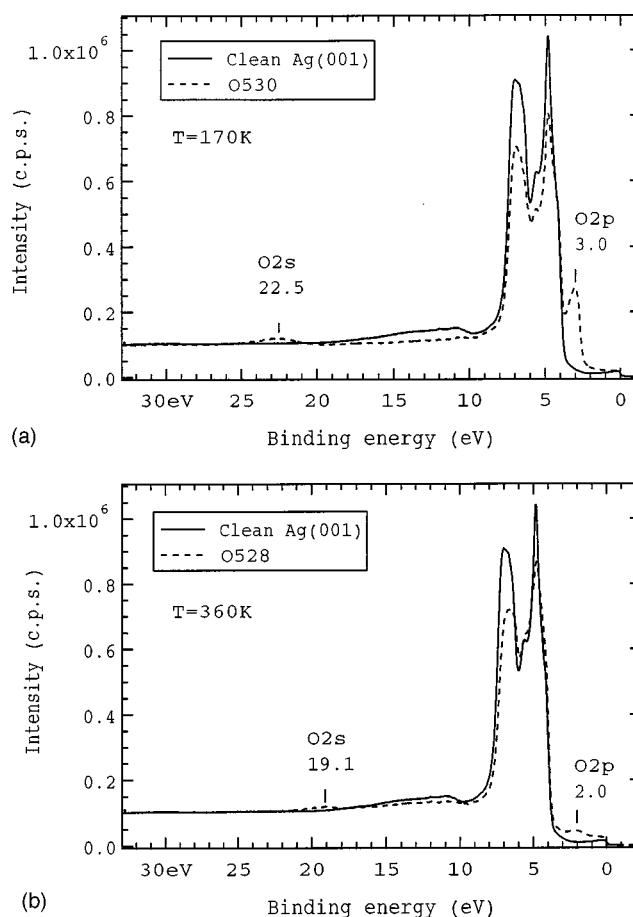 1.0x10^6
Clean Ag(001)
O530
T=170K
0.8
0.6
0.4
0.2
0.0
Intensity (c.p.s.)
O2s
22.5
O2p
3.0
30eV 25 20 15 10 5 0
(a)
Binding energy (eV)
1.0x10^6
Clean Ag(001)
O528
T=360K
0.8
0.6
0.4
0.2
0.0
Intensity (c.p.s.)
O2s
19.1
O2p
2.0
30eV 25 20 15 10 5 0
(b)
Binding energy (eV)